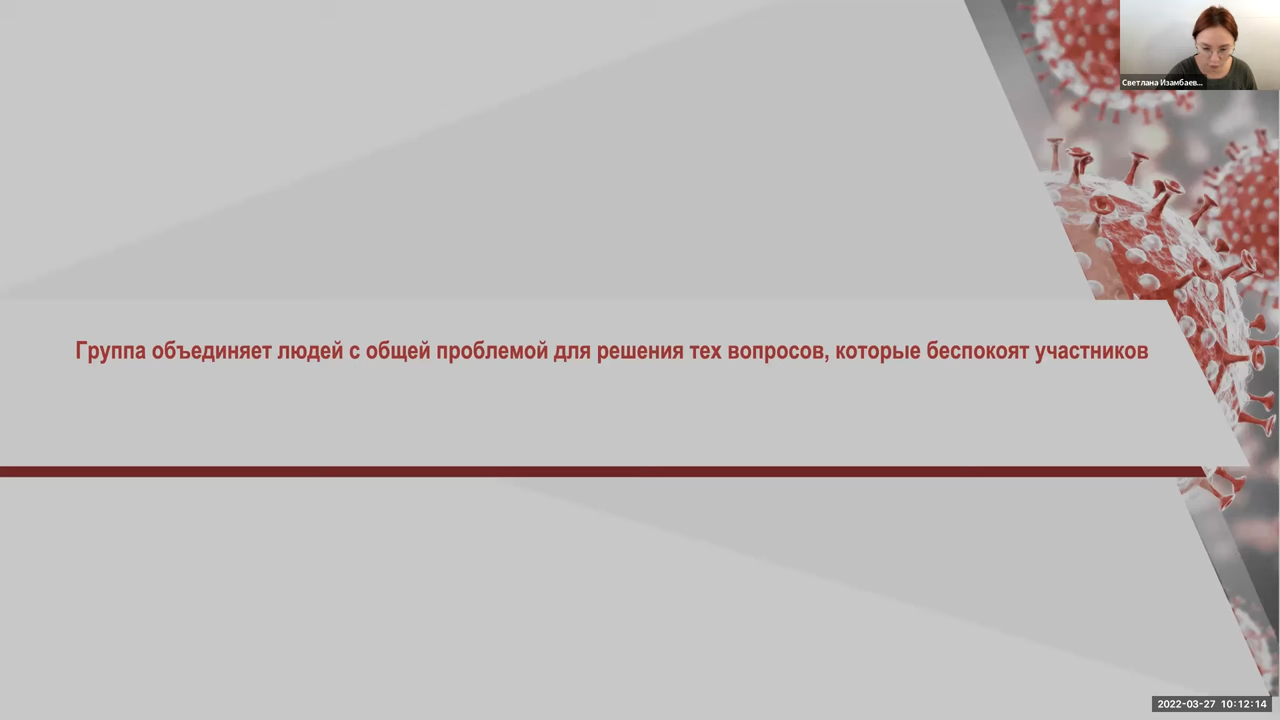 Светлана Изамбаев...
Группа объединяет людей с общей проблемой для решения тех вопросов, которые беспокоят участников
2022-03-27 10:12:14